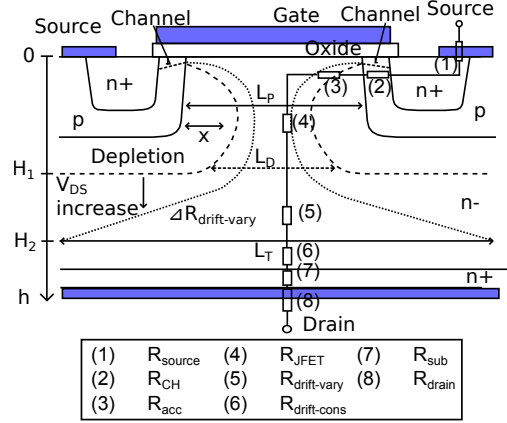 Source
Gate
Channel
Source
Channel
Oxide
0
(1)
n+
(3)
(2)
n+
L_P
p
x
(4)
p
Depletion
H_1
L_D
V_DS
increase
n-
⊿R_drift-vary
(5)
H_2
L_T
(6)
(7)
n+
h
(8)
Drain
(1) R_source (4) R_JFET (7) R_sub
(2) R_CH (5) R_drift-vary (8) R_drain
(3) R_acc (6) R_drift-cons